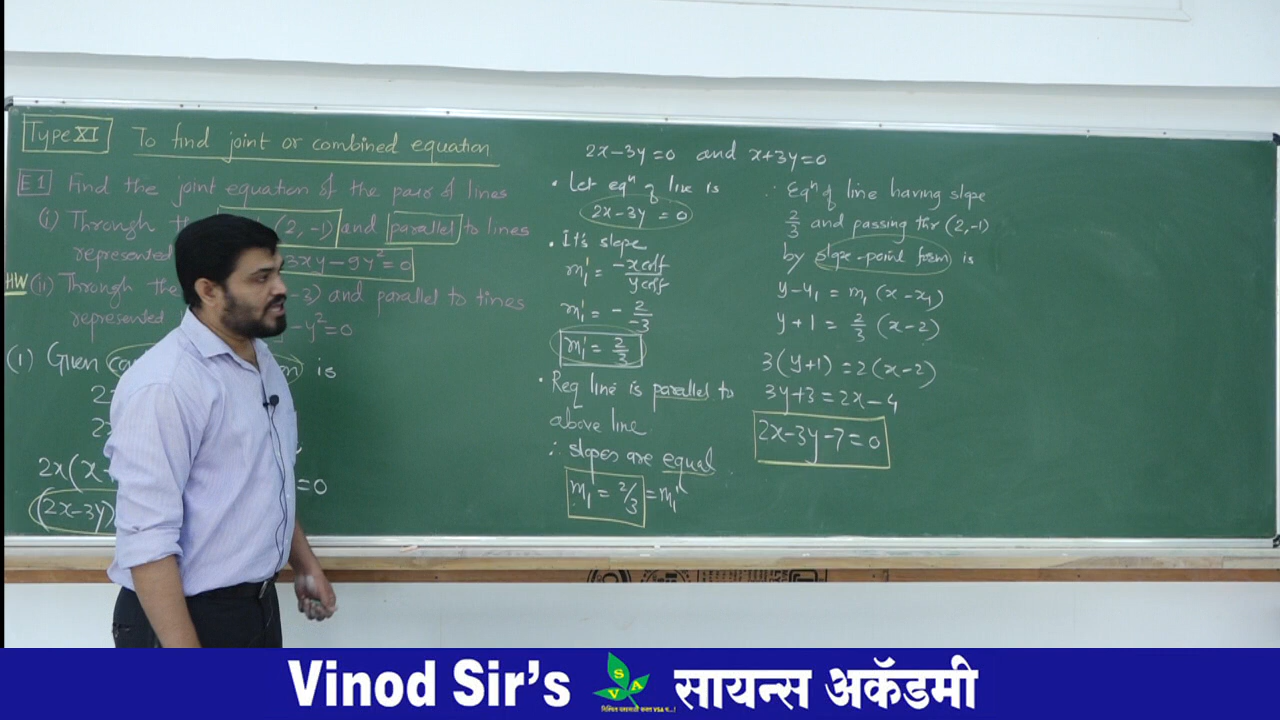 Type XI To find joint or combined equation
E1 Find the joint equation of the pair of lines
(i) Through the (2, -1) and parallel to lines
represented 3xy - 9y² = 0
HW (ii) Through the -3) and parallel to lines
represented - y² = 0
(1) Given is
2x(x
= 0
(2x-3y)
2x-3y=0 and x+3y=0
• Let eqⁿ of line is
2x-3y = 0
• It's slope
m₁' = -xcoff/ycoff
m₁' = - 2/-3
m₁' = 2/3
• Req line is parallel to
above line
∴ slopes are equal
m₁ = 2/3 = m₁'
∴ Eqⁿ of line having slope
2/3 and passing thr (2,-1)
by slope-point form is
y-y₁ = m₁ (x-x₁)
y+1 = 2/3 (x-2)
3(y+1) = 2(x-2)
3y+3 = 2x-4
2x-3y-7=0
Vinod Sir's VSA सायन्स अकॅडमी